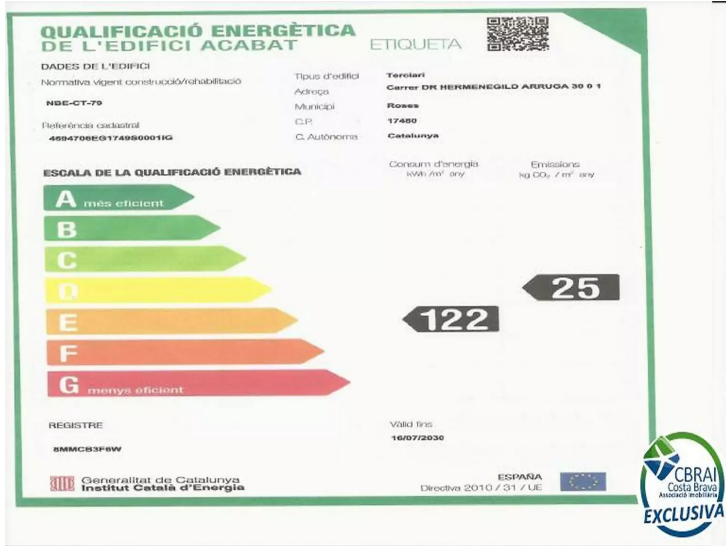 QUALIFICACIÓ ENERGÈTICA
DE L'EDIFICI ACABAT
ETIQUETA
DADES DE L'EDIFICI
Normativa vigent construcció/rehabilitació
NBE-CT-79
Referència cadastral
4694706EG1749S0001IG
Tipus d'edifici Terciari
Adreça Carrer DR HERMENEGILD ARRUGA 30 0 1
Municipi Roses
C.P. 17480
C. Autònoma Catalunya
ESCALA DE LA QUALIFICACIÓ ENERGÈTICA
Consum d'energia
kWh /m² any
Emissions
kg CO₂ / m² any
A més eficient
B
C
D
25
E
122
F
G menys eficient
REGISTRE
8MMCB3F6W
Vàlid fins
16/07/2030
Generalitat de Catalunya
Institut Català d'Energia
ESPAÑA
Directiva 2010 / 31 / UE
CBRAI
Costa Brava
Associació Imobiliària
EXCLUSIVA